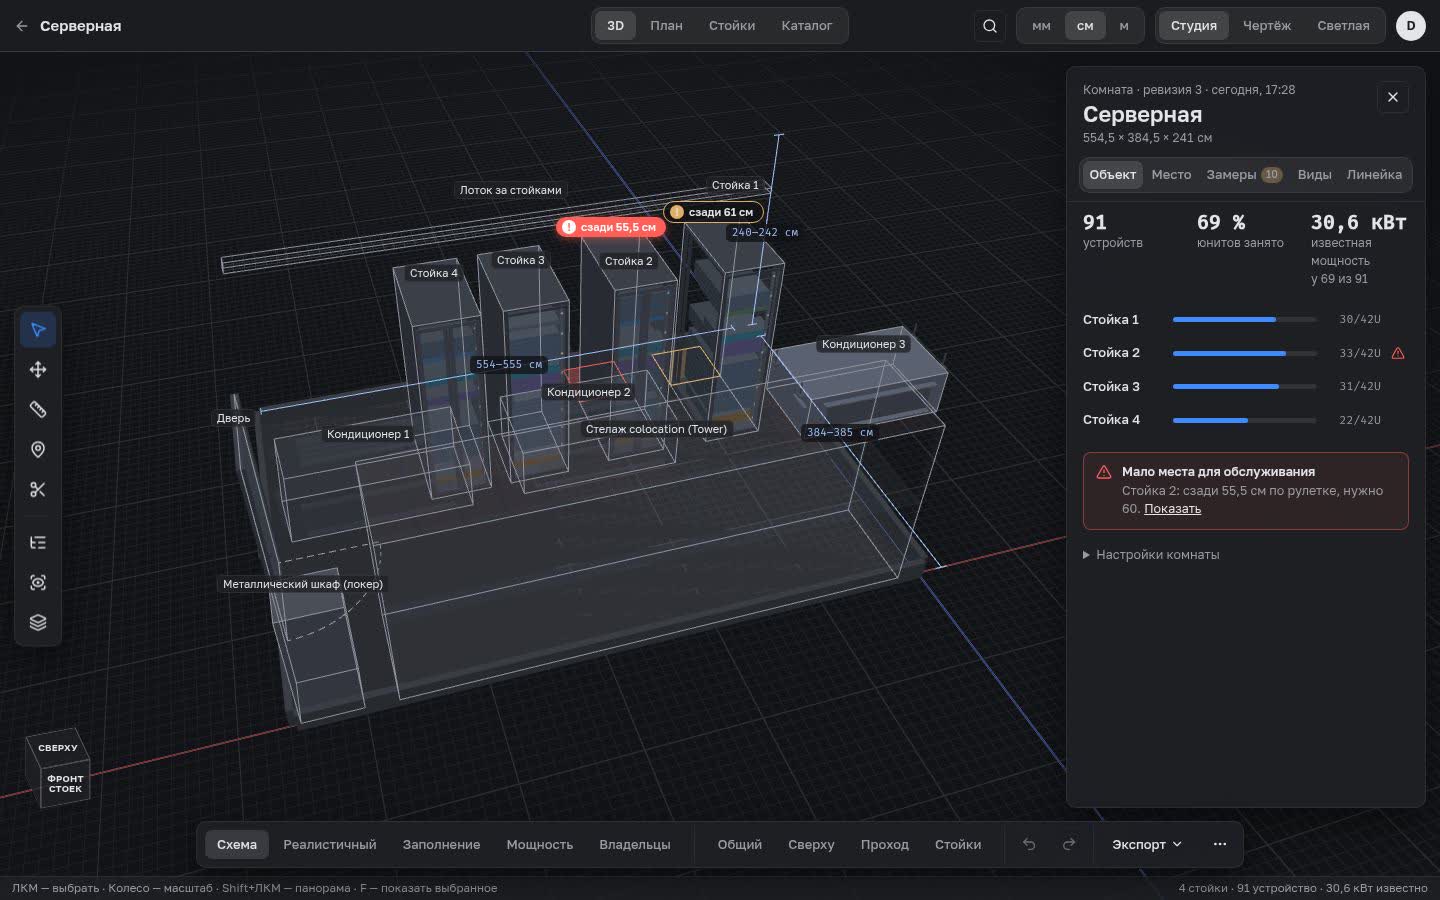 Серверная
3D План Стойки Каталог
мм см м
Студия Чертёж Светлая
D
Комната · ревизия 3 · сегодня, 17:28
Серверная
554,5 × 384,5 × 241 см
Объект Место Замеры 10 Виды Линейка
91
устройств
69 %
юнитов занято
30,6 кВт
известная
мощность
у 69 из 91
Стойка 1 30/42U
Стойка 2 33/42U
Стойка 3 31/42U
Стойка 4 22/42U
Мало места для обслуживания
Стойка 2: сзади 55,5 см по рулетке, нужно
60. Показать
Настройки комнаты
Лоток за стойками
Стойка 1
! сзади 61 см
! сзади 55,5 см
240–242 см
Стойка 4
Стойка 3
Стойка 2
Кондиционер 3
554–555 см
Кондиционер 2
Дверь
Кондиционер 1
Стелаж colocation (Tower)
384–385 см
Металлический шкаф (локер)
СВЕРХУ
ФРОНТ
СТОЕК
Схема Реалистичный Заполнение Мощность Владельцы Общий Сверху Проход Стойки Экспорт
ЛКМ — выбрать · Колесо — масштаб · Shift+ЛКМ — панорама · F — показать выбранное
4 стойки · 91 устройство · 30,6 кВт известно